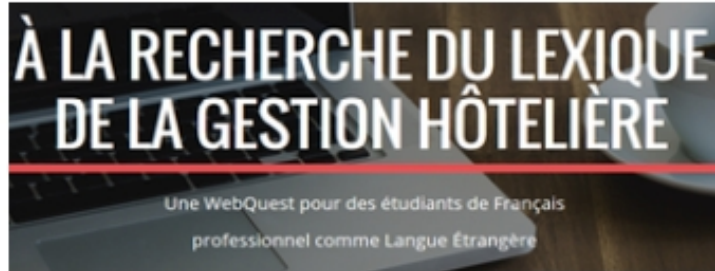 À LA RECHERCHE DU LEXIQUE
DE LA GESTION HÔTELIÈRE
Une WebQuest pour des étudiants de Français
professionnel comme Langue Étrangère